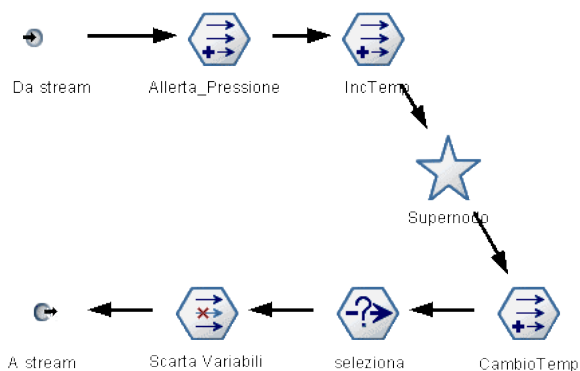 Da stream
Allerta_Pressione
IncTemp
Supernodo
A stream
Scarta Variabili
seleziona
CambioTemp